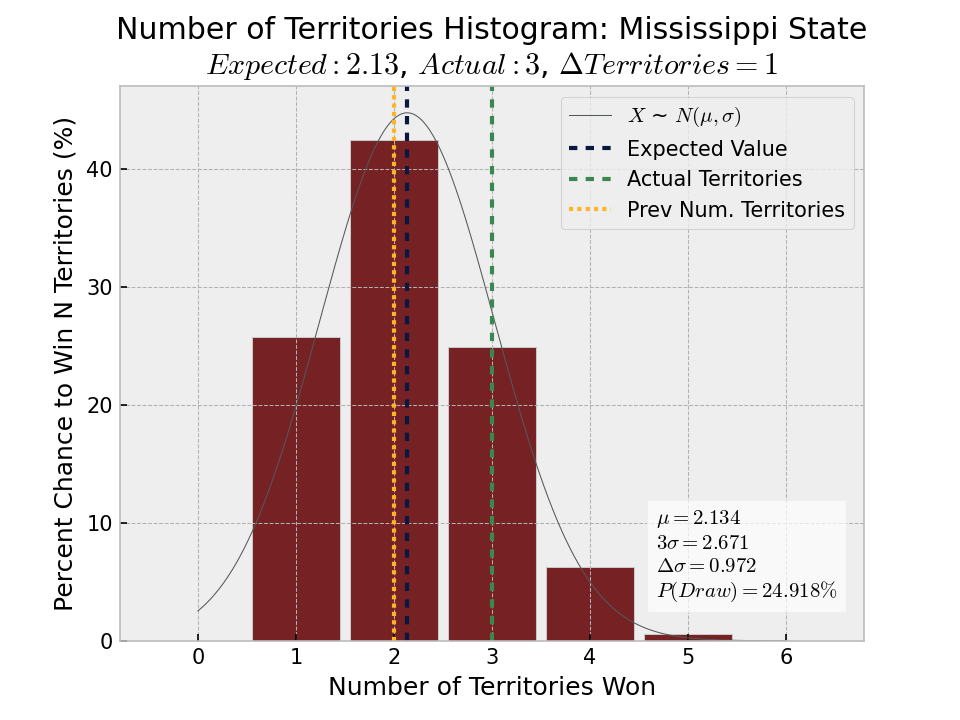 Number of Territories Histogram: Mississippi State
Expected : 2.13, Actual : 3, ΔTerritories = 1
Percent Chance to Win N Territories (%)
40
30
20
10
0
X ~ N(μ, σ)
Expected Value
Actual Territories
Prev Num. Territories
μ = 2.134
3σ = 2.671
Δσ = 0.972
P(Draw) = 24.918%
0 1 2 3 4 5 6
Number of Territories Won